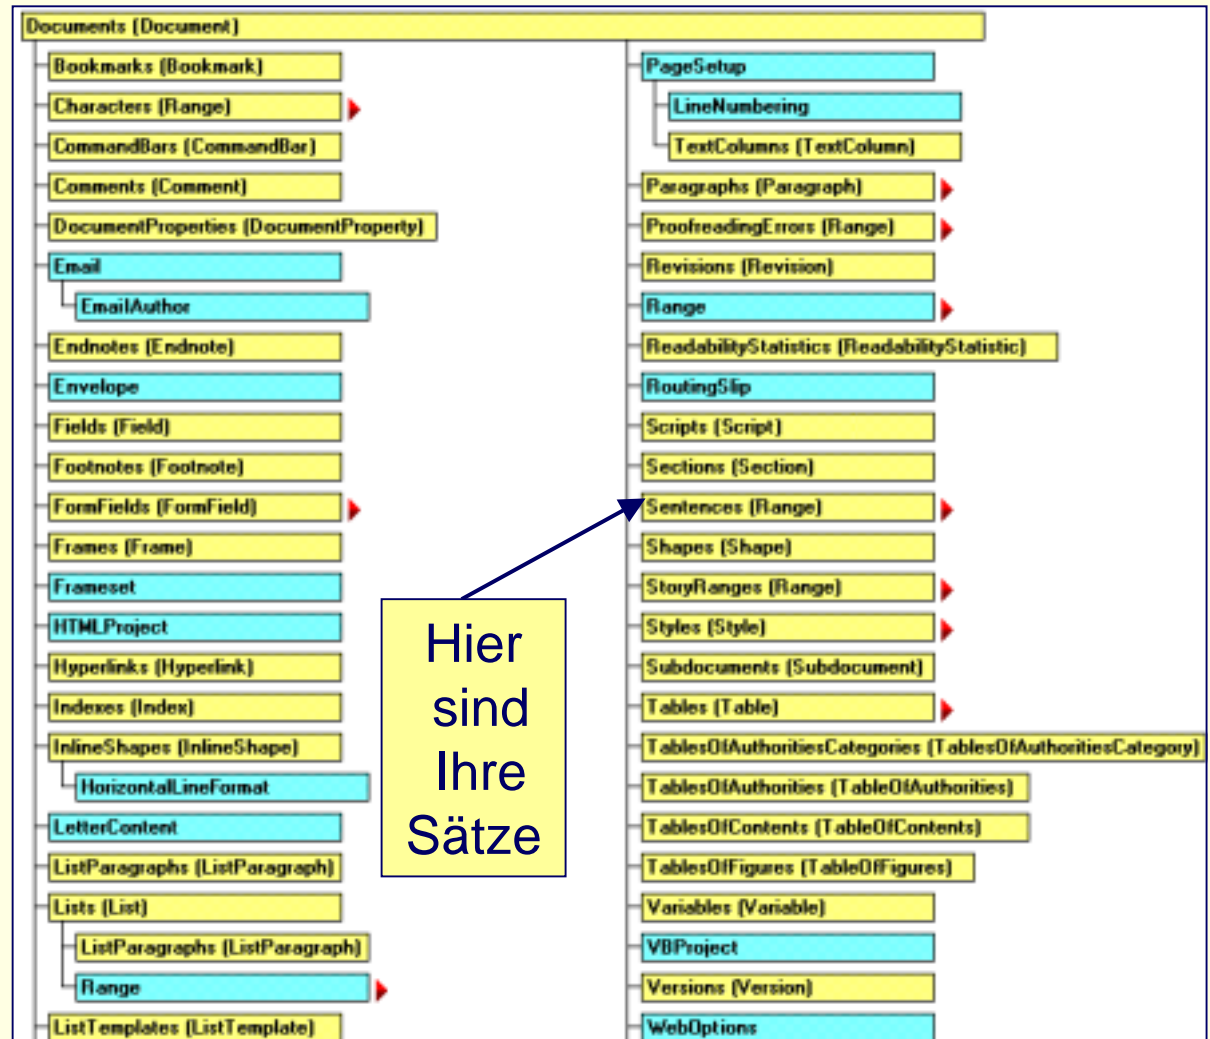 Documents (Document)
Bookmarks (Bookmark)
Characters (Range)
CommandBars (CommandBar)
Comments (Comment)
DocumentProperties (DocumentProperty)
Email
EmailAuthor
Endnotes (Endnote)
Envelope
Fields (Field)
Footnotes (Footnote)
FormFields (FormField)
Frames (Frame)
Frameset
HTMLProject
Hyperlinks (Hyperlink)
Indexes (Index)
InlineShapes (InlineShape)
HorizontalLineFormat
LetterContent
ListParagraphs (ListParagraph)
Lists (List)
ListParagraphs (ListParagraph)
Range
ListTemplates (ListTemplate)
Hier
sind
Ihre
Sätze
PageSetup
LineNumbering
TextColumns (TextColumn)
Paragraphs (Paragraph)
ProofreadingErrors (Range)
Revisions (Revision)
Range
ReadabilityStatistics (ReadabilityStatistic)
RoutingSlip
Scripts (Script)
Sections (Section)
Sentences (Range)
Shapes (Shape)
StoryRanges (Range)
Styles (Style)
Subdocuments (Subdocument)
Tables (Table)
TablesOfAuthoritiesCategories (TablesOfAuthoritiesCategory)
TablesOfAuthorities (TableOfAuthorities)
TablesOfContents (TableOfContents)
TablesOfFigures (TableOfFigures)
Variables (Variable)
VBProject
Versions (Version)
WebOptions